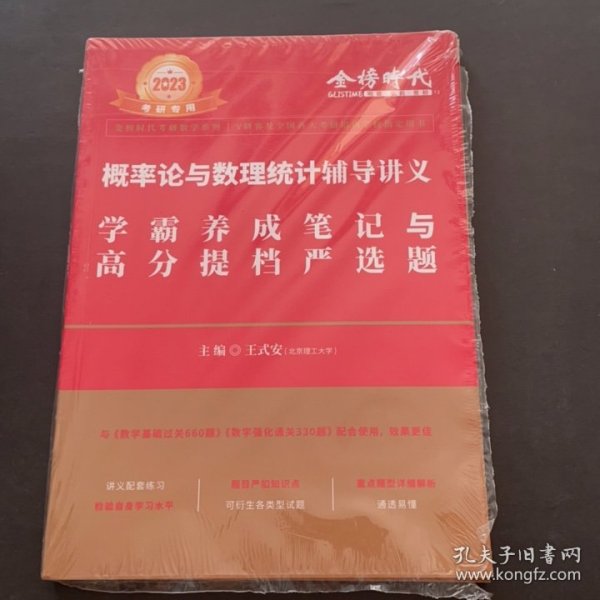 2023
考研专用
金榜时代
GLISTIME
概率论与数理统计辅导讲义
学霸养成笔记与
高分提档严选题
主编◎王式安(北京理工大学)
与《数学基础过关660题》《数学强化通关330题》配合使用，效果更佳
讲义配套练习
检验自身学习水平
题目严扣知识点
可衍生各类型试题
重点题型详细解析
通透易懂
孔夫子旧书网
www.kongfz.com